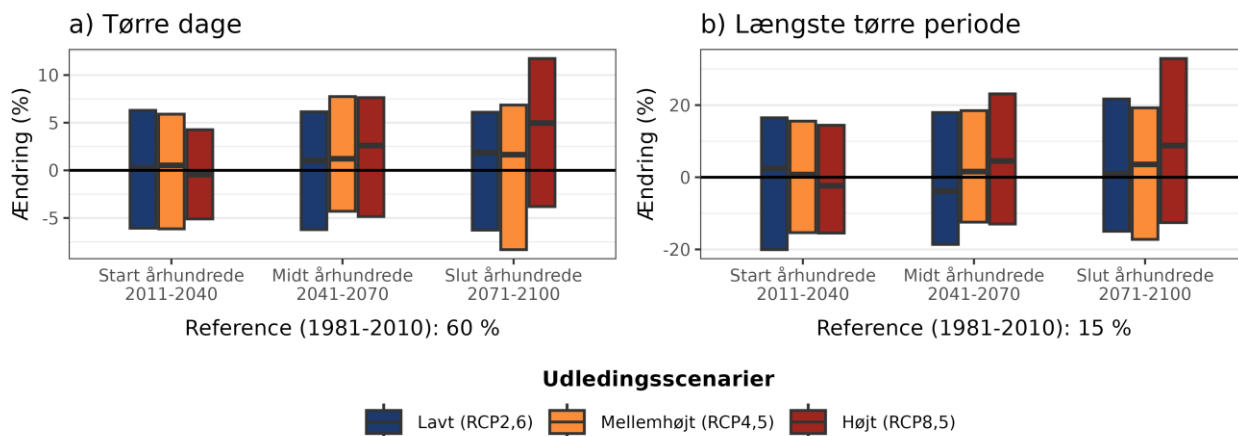 a) Tørre dage
Ændring (%)
10
5
0
-5
Start århundrede
2011-2040
Midt århundrede
2041-2070
Slut århundrede
2071-2100
Reference (1981-2010): 60 %
b) Længste tørre periode
Ændring (%)
20
0
-20
Start århundrede
2011-2040
Midt århundrede
2041-2070
Slut århundrede
2071-2100
Reference (1981-2010): 15 %
Udledingsscenarier
Lavt (RCP2,6)
Mellemhøjt (RCP4,5)
Højt (RCP8,5)